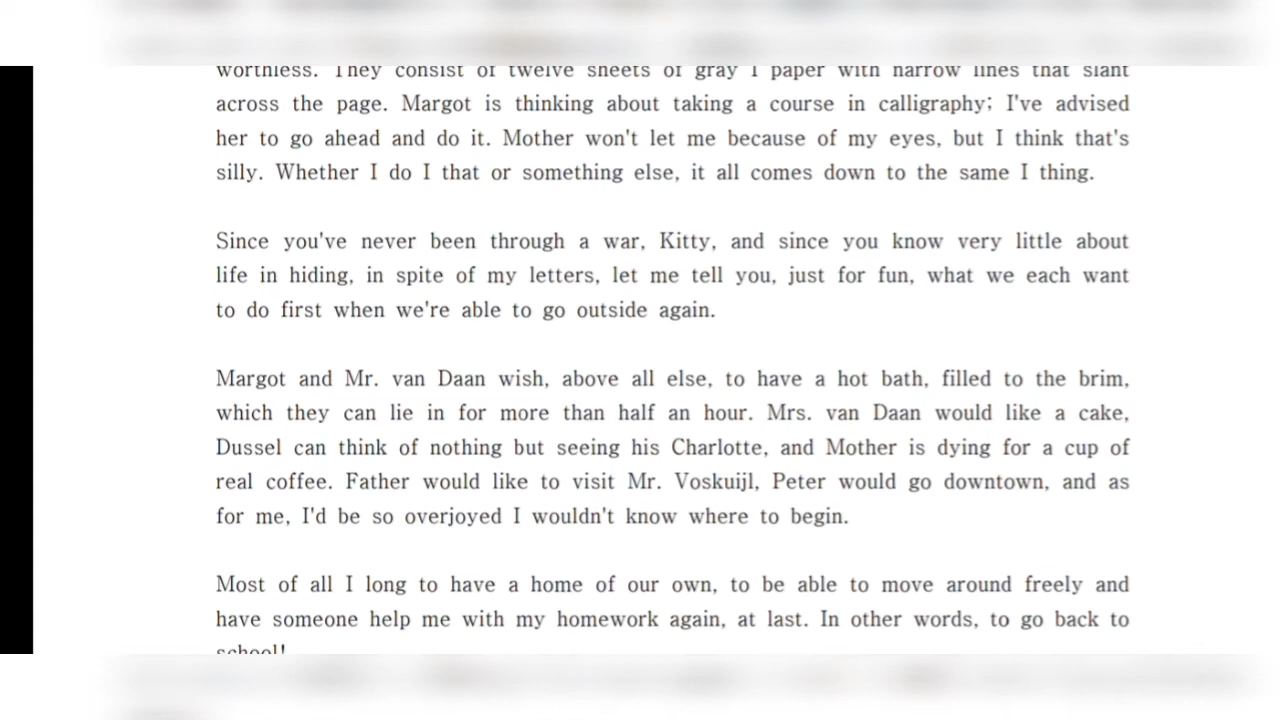 worthless. They consist of twelve sheets of gray I paper with narrow lines that slant
across the page. Margot is thinking about taking a course in calligraphy; I've advised
her to go ahead and do it. Mother won't let me because of my eyes, but I think that's
silly. Whether I do I that or something else, it all comes down to the same I thing.
Since you've never been through a war, Kitty, and since you know very little about
life in hiding, in spite of my letters, let me tell you, just for fun, what we each want
to do first when we're able to go outside again.
Margot and Mr. van Daan wish, above all else, to have a hot bath, filled to the brim,
which they can lie in for more than half an hour. Mrs. van Daan would like a cake,
Dussel can think of nothing but seeing his Charlotte, and Mother is dying for a cup of
real coffee. Father would like to visit Mr. Voskuijl, Peter would go downtown, and as
for me, I'd be so overjoyed I wouldn't know where to begin.
Most of all I long to have a home of our own, to be able to move around freely and
have someone help me with my homework again, at last. In other words, to go back to
school!